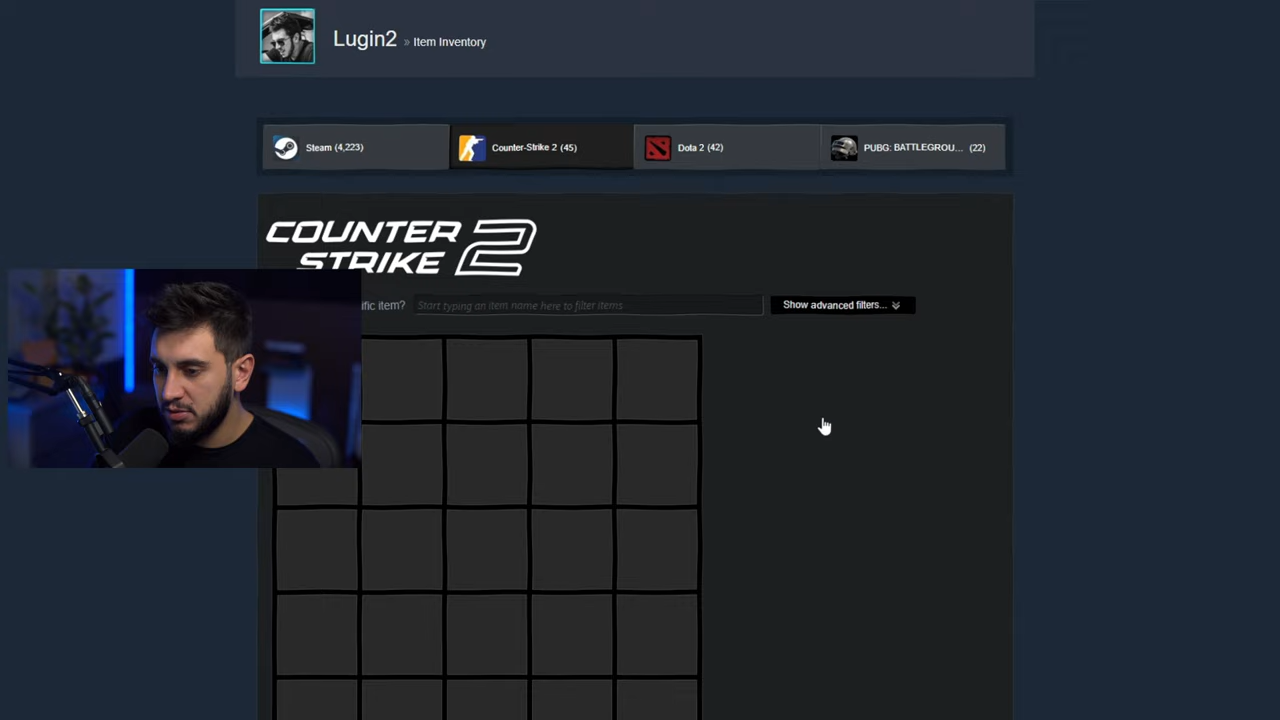 Lugin2 » Item Inventory
Steam (4,223)
Counter-Strike 2 (45)
Dota 2 (42)
PUBG: BATTLEGROU... (22)
COUNTER
STRIKE 2
ific item?
Start typing an item name here to filter items
Show advanced filters...